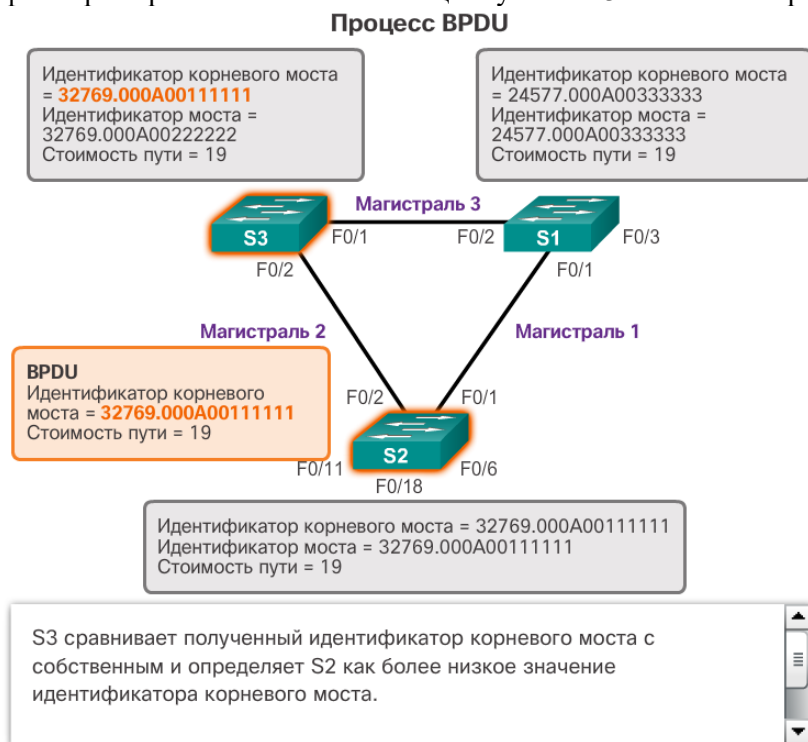 Процесс BPDU
Идентификатор корневого моста
= 32769.000A00111111
Идентификатор моста =
32769.000A00222222
Стоимость пути = 19
Идентификатор корневого моста
= 24577.000A00333333
Идентификатор моста =
24577.000A00333333
Стоимость пути = 19
Магистраль 3
S3
F0/1
F0/2
S1
F0/3
F0/2
F0/1
Магистраль 2
Магистраль 1
BPDU
Идентификатор корневого
моста = 32769.000A00111111
Стоимость пути = 19
F0/2
F0/1
S2
F0/11
F0/6
F0/18
Идентификатор корневого моста = 32769.000A00111111
Идентификатор моста = 32769.000A00111111
Стоимость пути = 19
S3 сравнивает полученный идентификатор корневого моста с
собственным и определяет S2 как более низкое значение
идентификатора корневого моста.